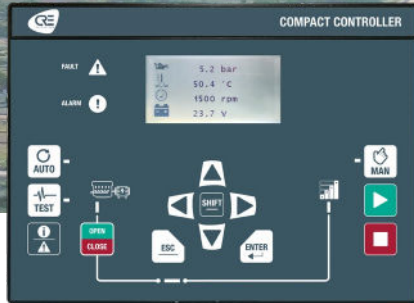 CRE
COMPACT CONTROLLER
FAULT
ALARM
5.2 bar
50.4 °C
1500 rpm
23.7 V
AUTO
MAN
TEST
SHIFT
OPEN
CLOSE
ESC
ENTER